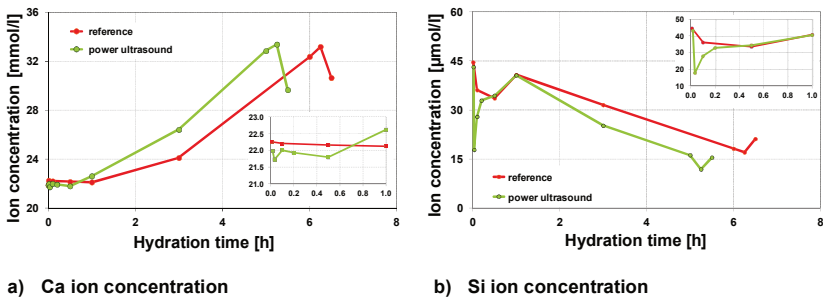 Ion concentration [mmol/l]
36
32
28
24
20
reference
power ultrasound
23.0
22.5
22.0
21.5
21.0
0.0 0.2 0.4 0.6 0.8 1.0
0 2 4 6 8
Hydration time [h]
a) Ca ion concentration
Ion concentration [µmol/l]
60
45
30
15
0
50
40
30
20
10
0.0 0.2 0.4 0.6 0.8 1.0
reference
power ultrasound
0 2 4 6 8
Hydration time [h]
b) Si ion concentration